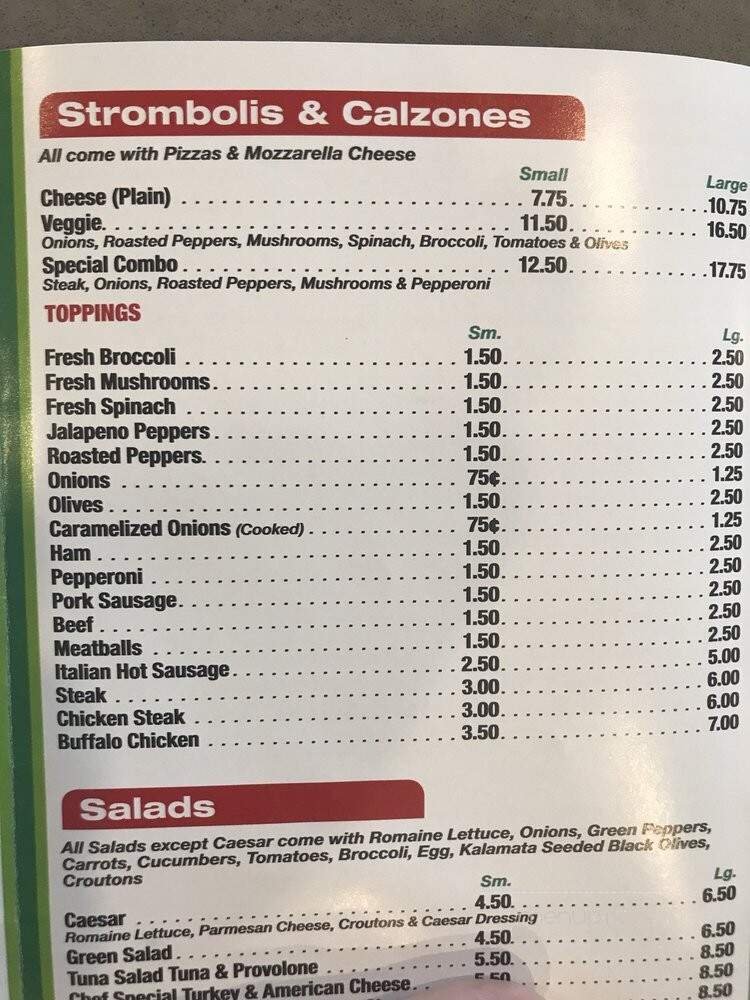 Strombolis & Calzones
All come with Pizzas & Mozzarella Cheese
Small Large
Cheese (Plain) 7.75 10.75
Veggie 11.50 16.50
Onions, Roasted Peppers, Mushrooms, Spinach, Broccoli, Tomatoes & Olives
Special Combo 12.50 17.75
Steak, Onions, Roasted Peppers, Mushrooms & Pepperoni
TOPPINGS
Sm. Lg.
Fresh Broccoli 1.50 2.50
Fresh Mushrooms 1.50 2.50
Fresh Spinach 1.50 2.50
Jalapeno Peppers 1.50 2.50
Roasted Peppers 1.50 2.50
Onions 75¢ 1.25
Olives 1.50 2.50
Caramelized Onions (Cooked) 75¢ 1.25
Ham 1.50 2.50
Pepperoni 1.50 2.50
Pork Sausage 1.50 2.50
Beef 1.50 2.50
Meatballs 1.50 2.50
Italian Hot Sausage 2.50 5.00
Steak 3.00 6.00
Chicken Steak 3.00 6.00
Buffalo Chicken 3.50 7.00
Salads
All Salads except Caesar come with Romaine Lettuce, Onions, Green Peppers,
Carrots, Cucumbers, Tomatoes, Broccoli, Egg, Kalamata Seeded Black Olives,
Croutons
Sm. Lg.
Caesar 4.50 6.50
Romaine Lettuce, Parmesan Cheese, Croutons & Caesar Dressing
Green Salad 4.50 6.50
Tuna Salad Tuna & Provolone 5.50 8.50
Chef Special Turkey & American Cheese 5.50 8.50
8.50